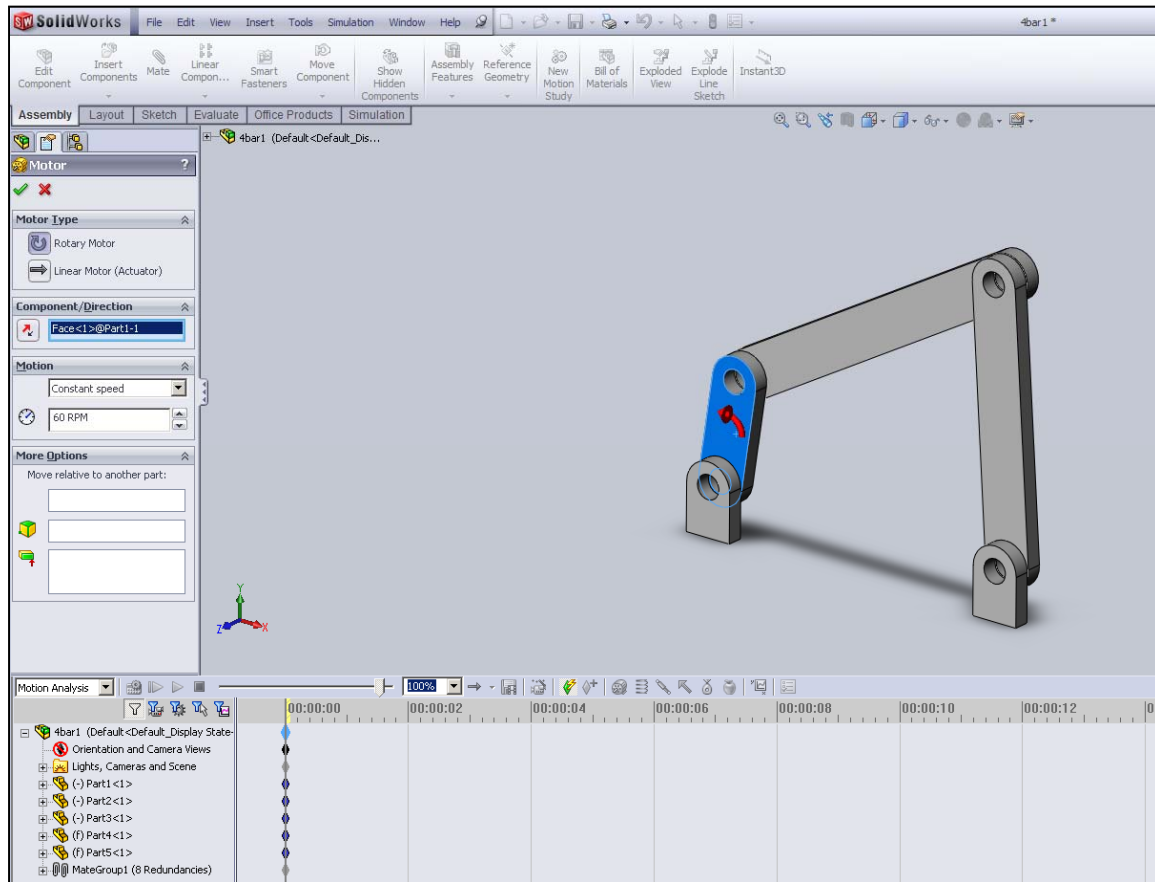 SolidWorks File Edit View Insert Tools Simulation Window Help 4bar1 *
Edit Component
Insert Components
Mate
Linear Compon...
Smart Fasteners
Move Component
Show Hidden Components
Assembly Features
Reference Geometry
New Motion Study
Bill of Materials
Exploded View
Explode Line Sketch
Instant3D
Assembly Layout Sketch Evaluate Office Products Simulation
4bar1 (Default<Default_Dis...
Motor ?
Motor Type
Rotary Motor
Linear Motor (Actuator)
Component/Direction
Face<1>@Part1-1
Motion
Constant speed
60 RPM
More Options
Move relative to another part:
Y
Z X
Motion Analysis 100%
00:00:00 00:00:02 00:00:04 00:00:06 00:00:08 00:00:10 00:00:12 0
4bar1 (Default<Default_Display State-
Orientation and Camera Views
Lights, Cameras and Scene
(-) Part1<1>
(-) Part2<1>
(-) Part3<1>
(f) Part4<1>
(f) Part5<1>
MateGroup1 (8 Redundancies)